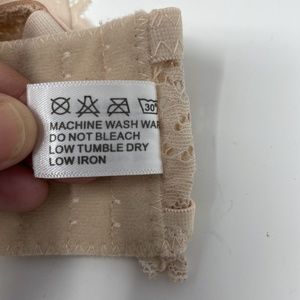 30°
MACHINE WASH WAR
DO NOT BLEACH
LOW TUMBLE DRY
LOW IRON